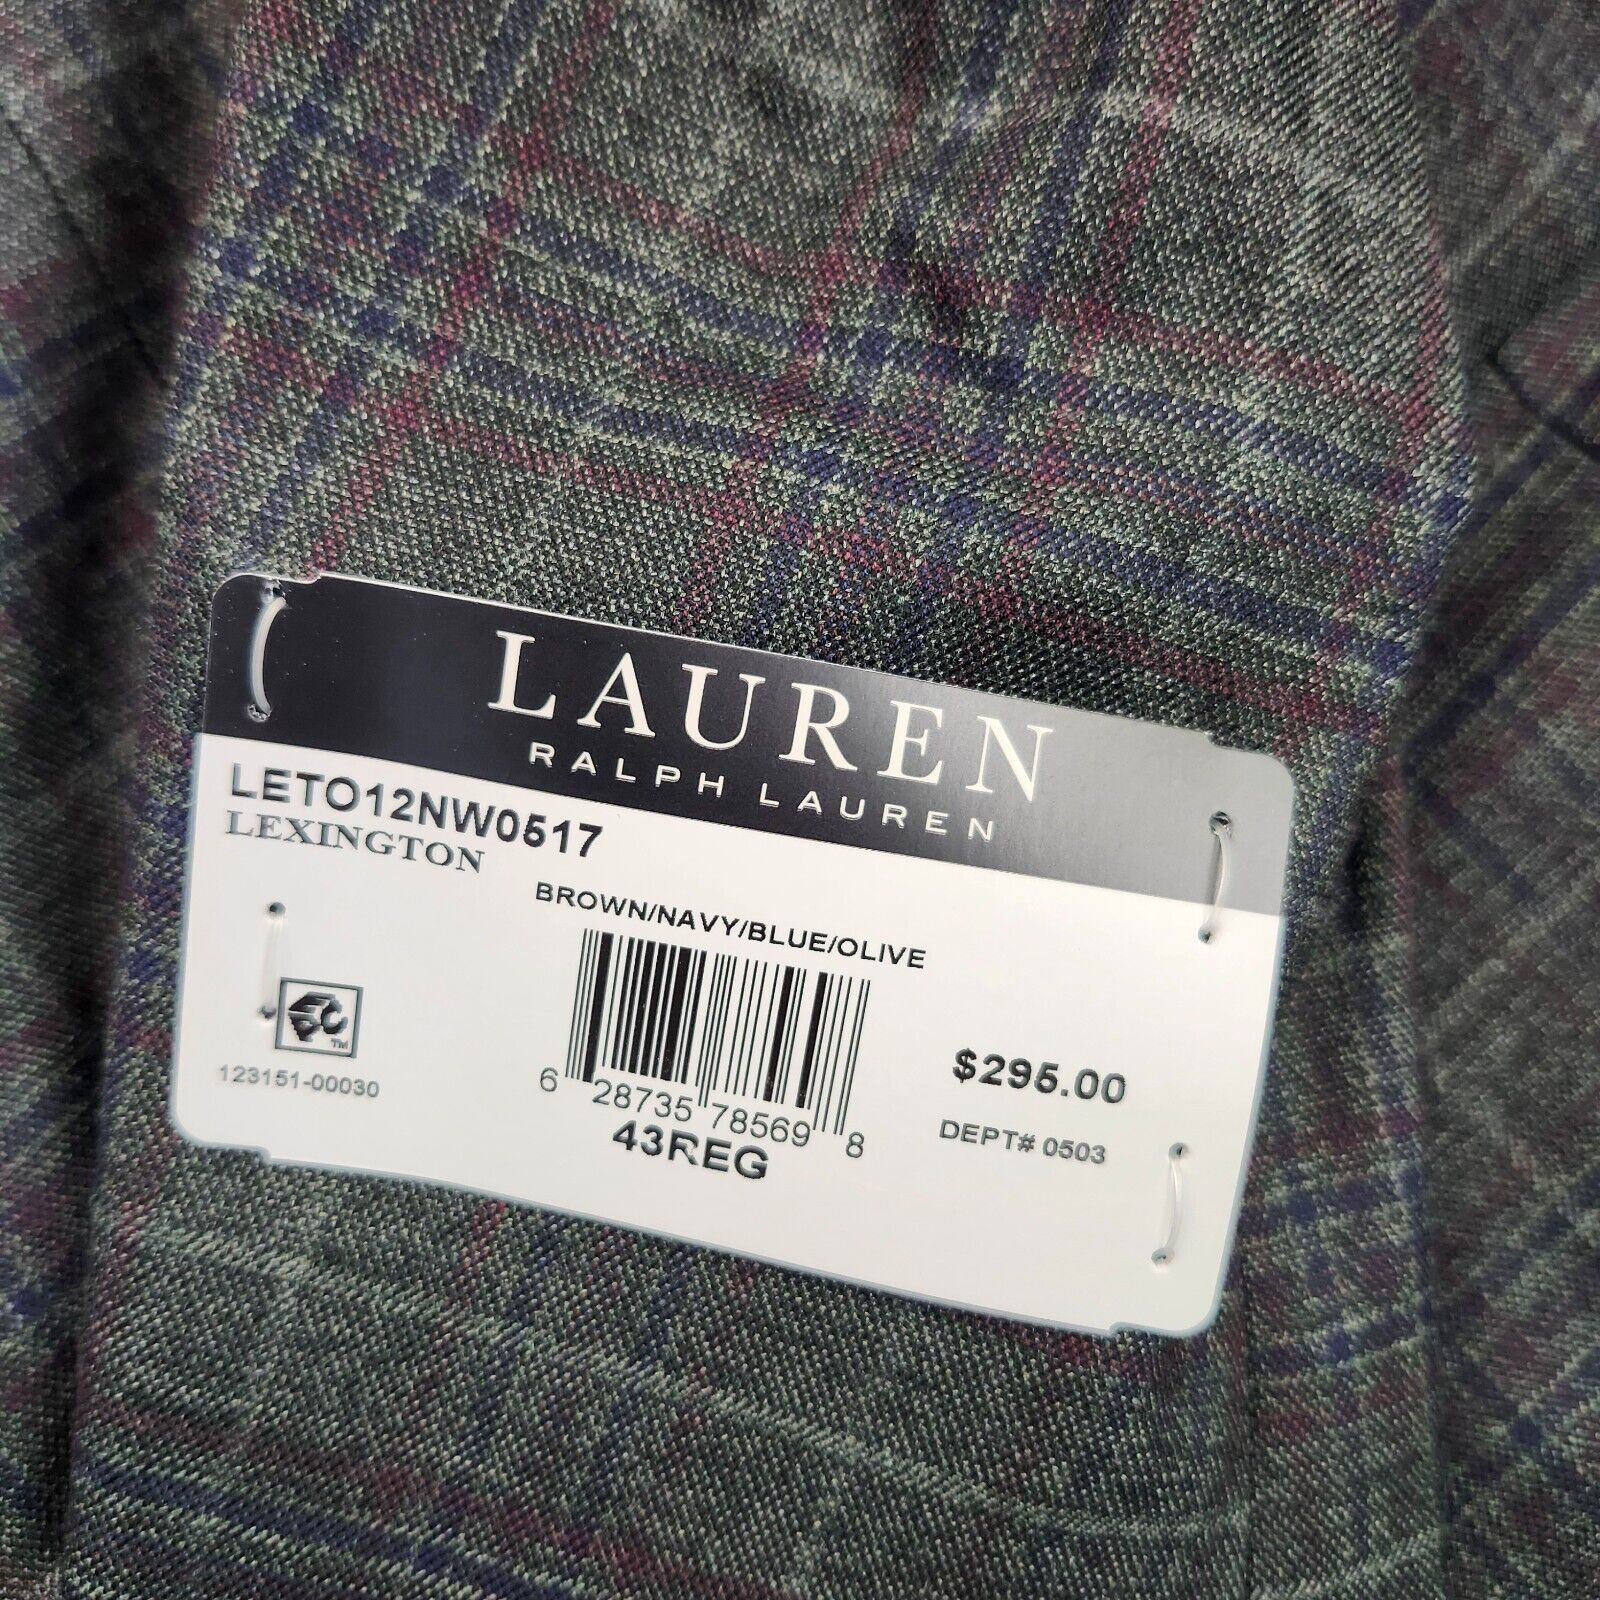 LAUREN
RALPH LAUREN
LETO12NW0517
LEXINGTON
BROWN/NAVY/BLUE/OLIVE
TM
123151-00030
6 28735 78569 8
43REG
$295.00
DEPT# 0503